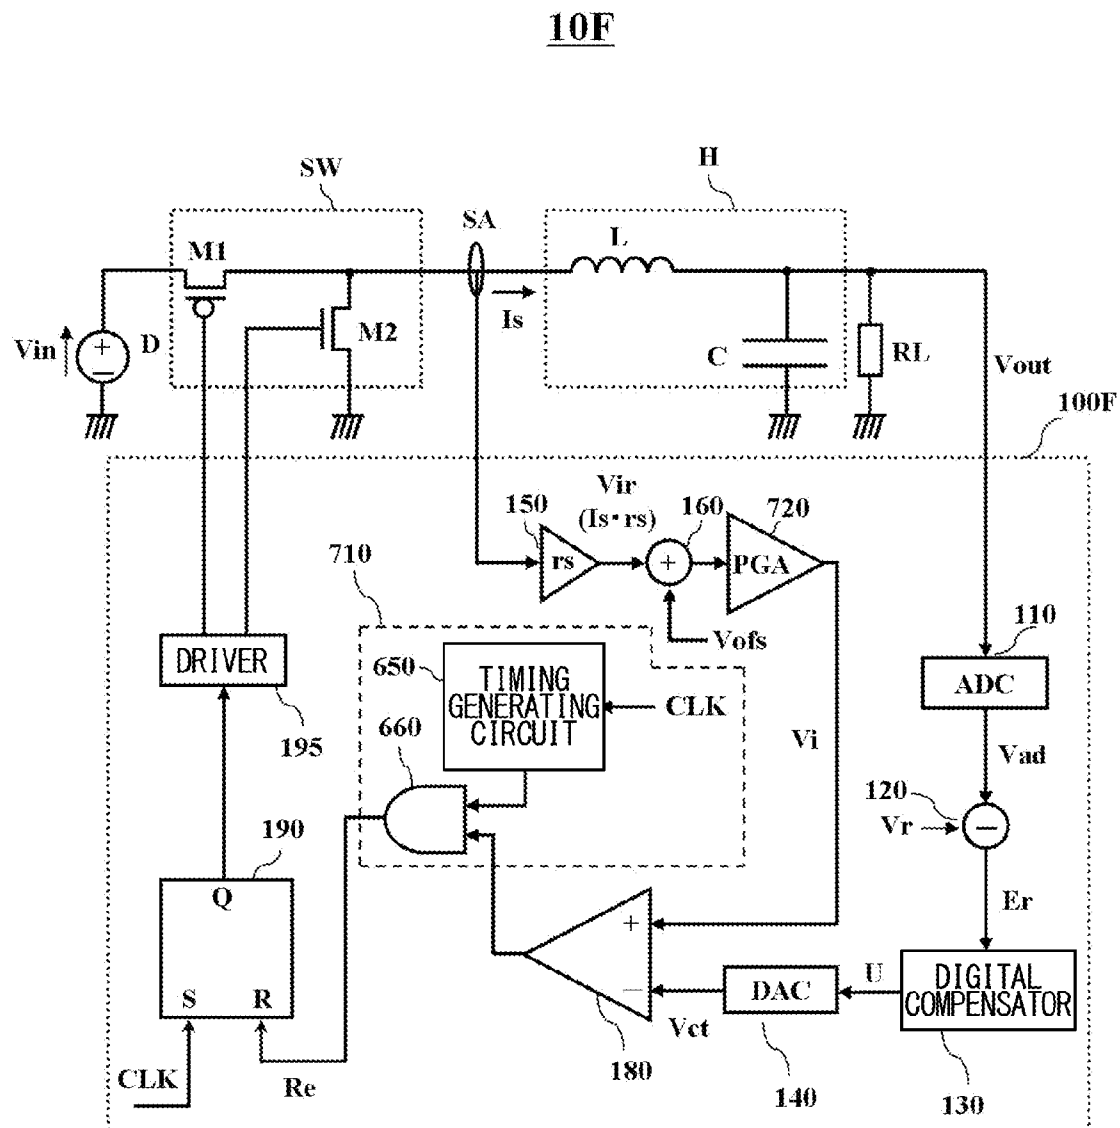 10F
SW
H
SA
L
M1
Is
M2
Vin
+
−
D
C
RL
Vout
100F
Vir
(Is·rs)
150
160
720
rs
+
PGA
710
Vofs
110
DRIVER
650
TIMING
GENERATING
CIRCUIT
CLK
ADC
195
660
Vi
Vad
120
Vr
−
190
Q
Er
+
−
S
R
DAC
U
DIGITAL
COMPENSATOR
Vct
CLK
Re
180
140
130